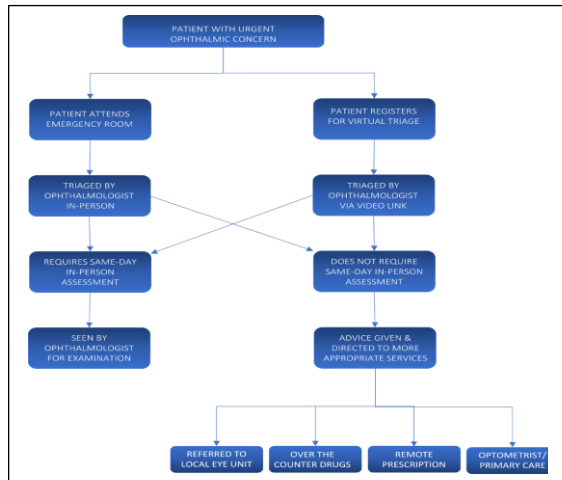 PATIENT WITH URGENT
OPHTHALMIC CONCERN
PATIENT ATTENDS
EMERGENCY ROOM
PATIENT REGISTERS
FOR VIRTUAL TRIAGE
TRIAGED BY
OPHTHALMOLOGIST
IN-PERSON
TRIAGED BY
OPHTHALMOLOGIST
VIA VIDEO LINK
REQUIRES SAME-DAY
IN-PERSON
ASSESSMENT
DOES NOT REQUIRE
SAME-DAY IN-PERSON
ASSESSMENT
SEEN BY
OPHTHALMOLOGIST
FOR EXAMINATION
ADVICE GIVEN &
DIRECTED TO MORE
APPROPRIATE SERVICES
REFERRED TO
LOCAL EYE UNIT
OVER THE
COUNTER DRUGS
REMOTE
PRESCRIPTION
OPTOMETRIST/
PRIMARY CARE